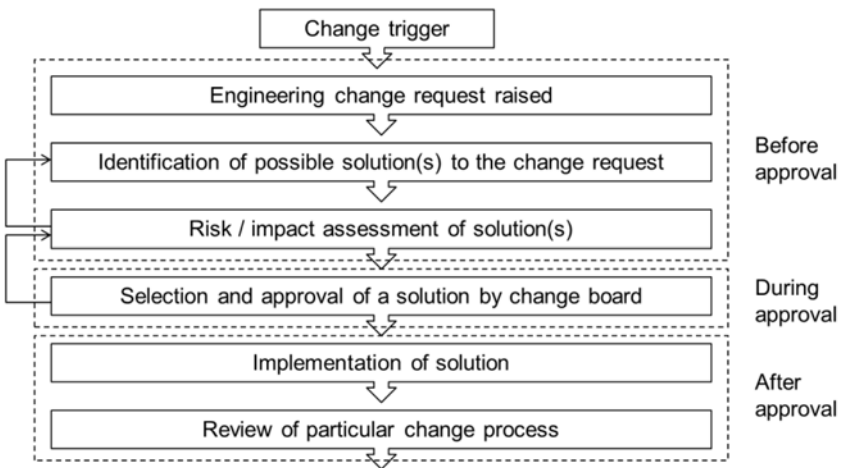 Change trigger
Engineering change request raised
Identification of possible solution(s) to the change request
Risk / impact assessment of solution(s)
Before
approval
Selection and approval of a solution by change board
During
approval
Implementation of solution
Review of particular change process
After
approval